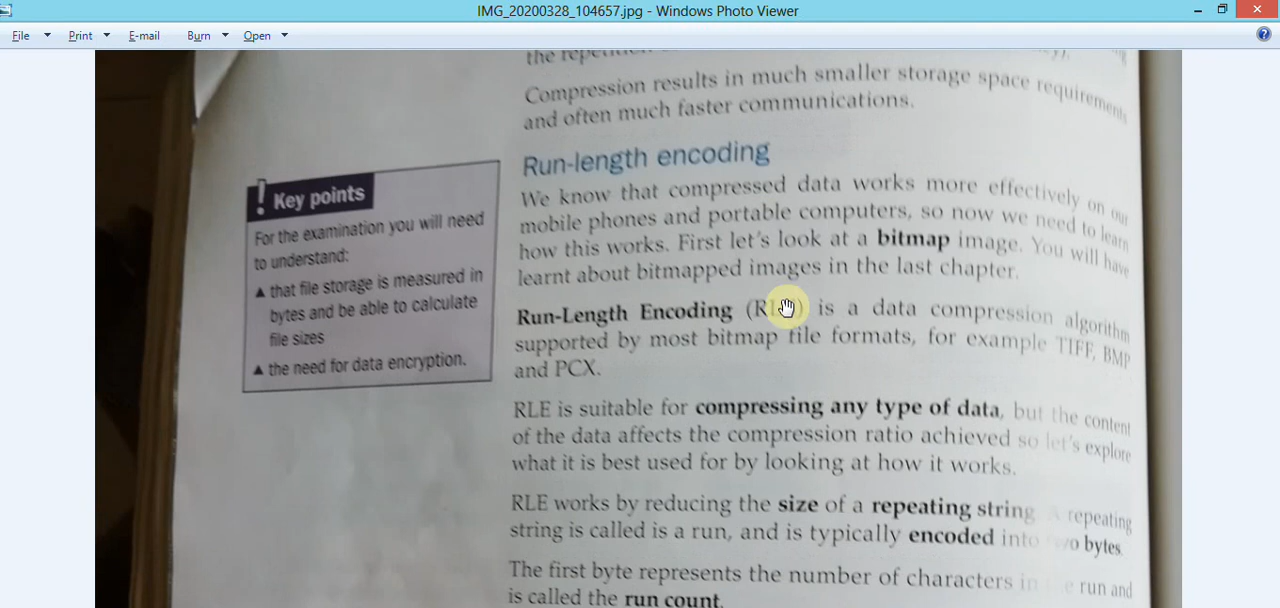 IMG_20200328_104657.jpg - Windows Photo Viewer
File Print E-mail Burn Open
the
Compression results in much smaller storage space requirements
and often much faster communications.
Run-length encoding
We know that compressed data works more effectively on our
mobile phones and portable computers, so now we need to learn
how this works. First let's look at a bitmap image. You will have
learnt about bitmapped images in the last chapter.
Run-Length Encoding is a data compression algorithm
supported by most bitmap file formats, for example TIFF, BMP
and PCX.
RLE is suitable for compressing any type of data, but the content
of the data affects the compression ratio achieved so let's explore
what it is best used for by looking at how it works.
RLE works by reducing the size of a repeating string repeating
string is called is a run, and is typically encoded into bytes.
The first byte represents the number of characters in run and
is called the run count.
! Key points
For the examination you will need
to understand:
▲ that file storage is measured in
bytes and be able to calculate
file sizes
▲ the need for data encryption.